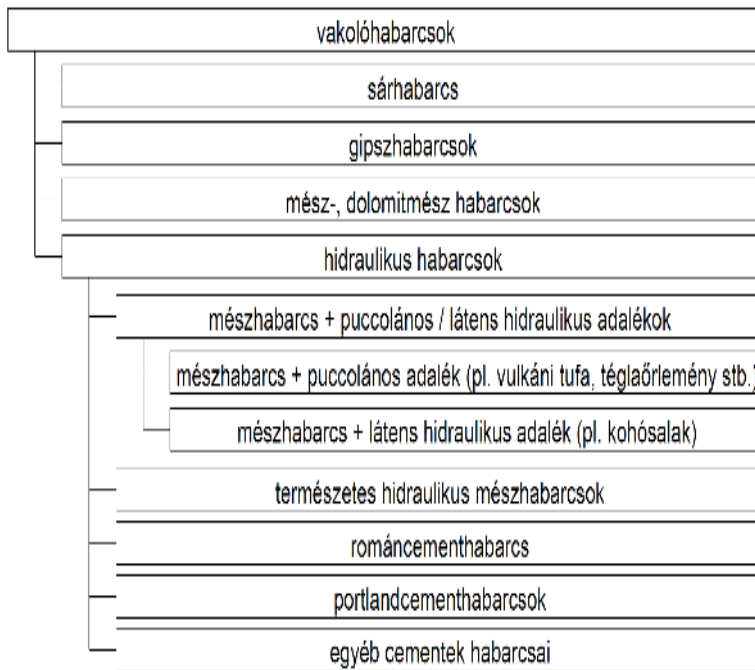 vakolóhabarcsok
sárhabarcs
gipszhabarcsok
mész-, dolomitmész habarcsok
hidraulikus habarcsok
mészhabarcs + puccolános / látens hidraulikus adalékok
mészhabarcs + puccolános adalék (pl. vulkáni tufa, téglaőrlemény stb.)
mészhabarcs + látens hidraulikus adalék (pl. kohósalak)
természetes hidraulikus mészhabarcsok
románcementhabarcs
portlandcementhabarcsok
egyéb cementek habarcsai